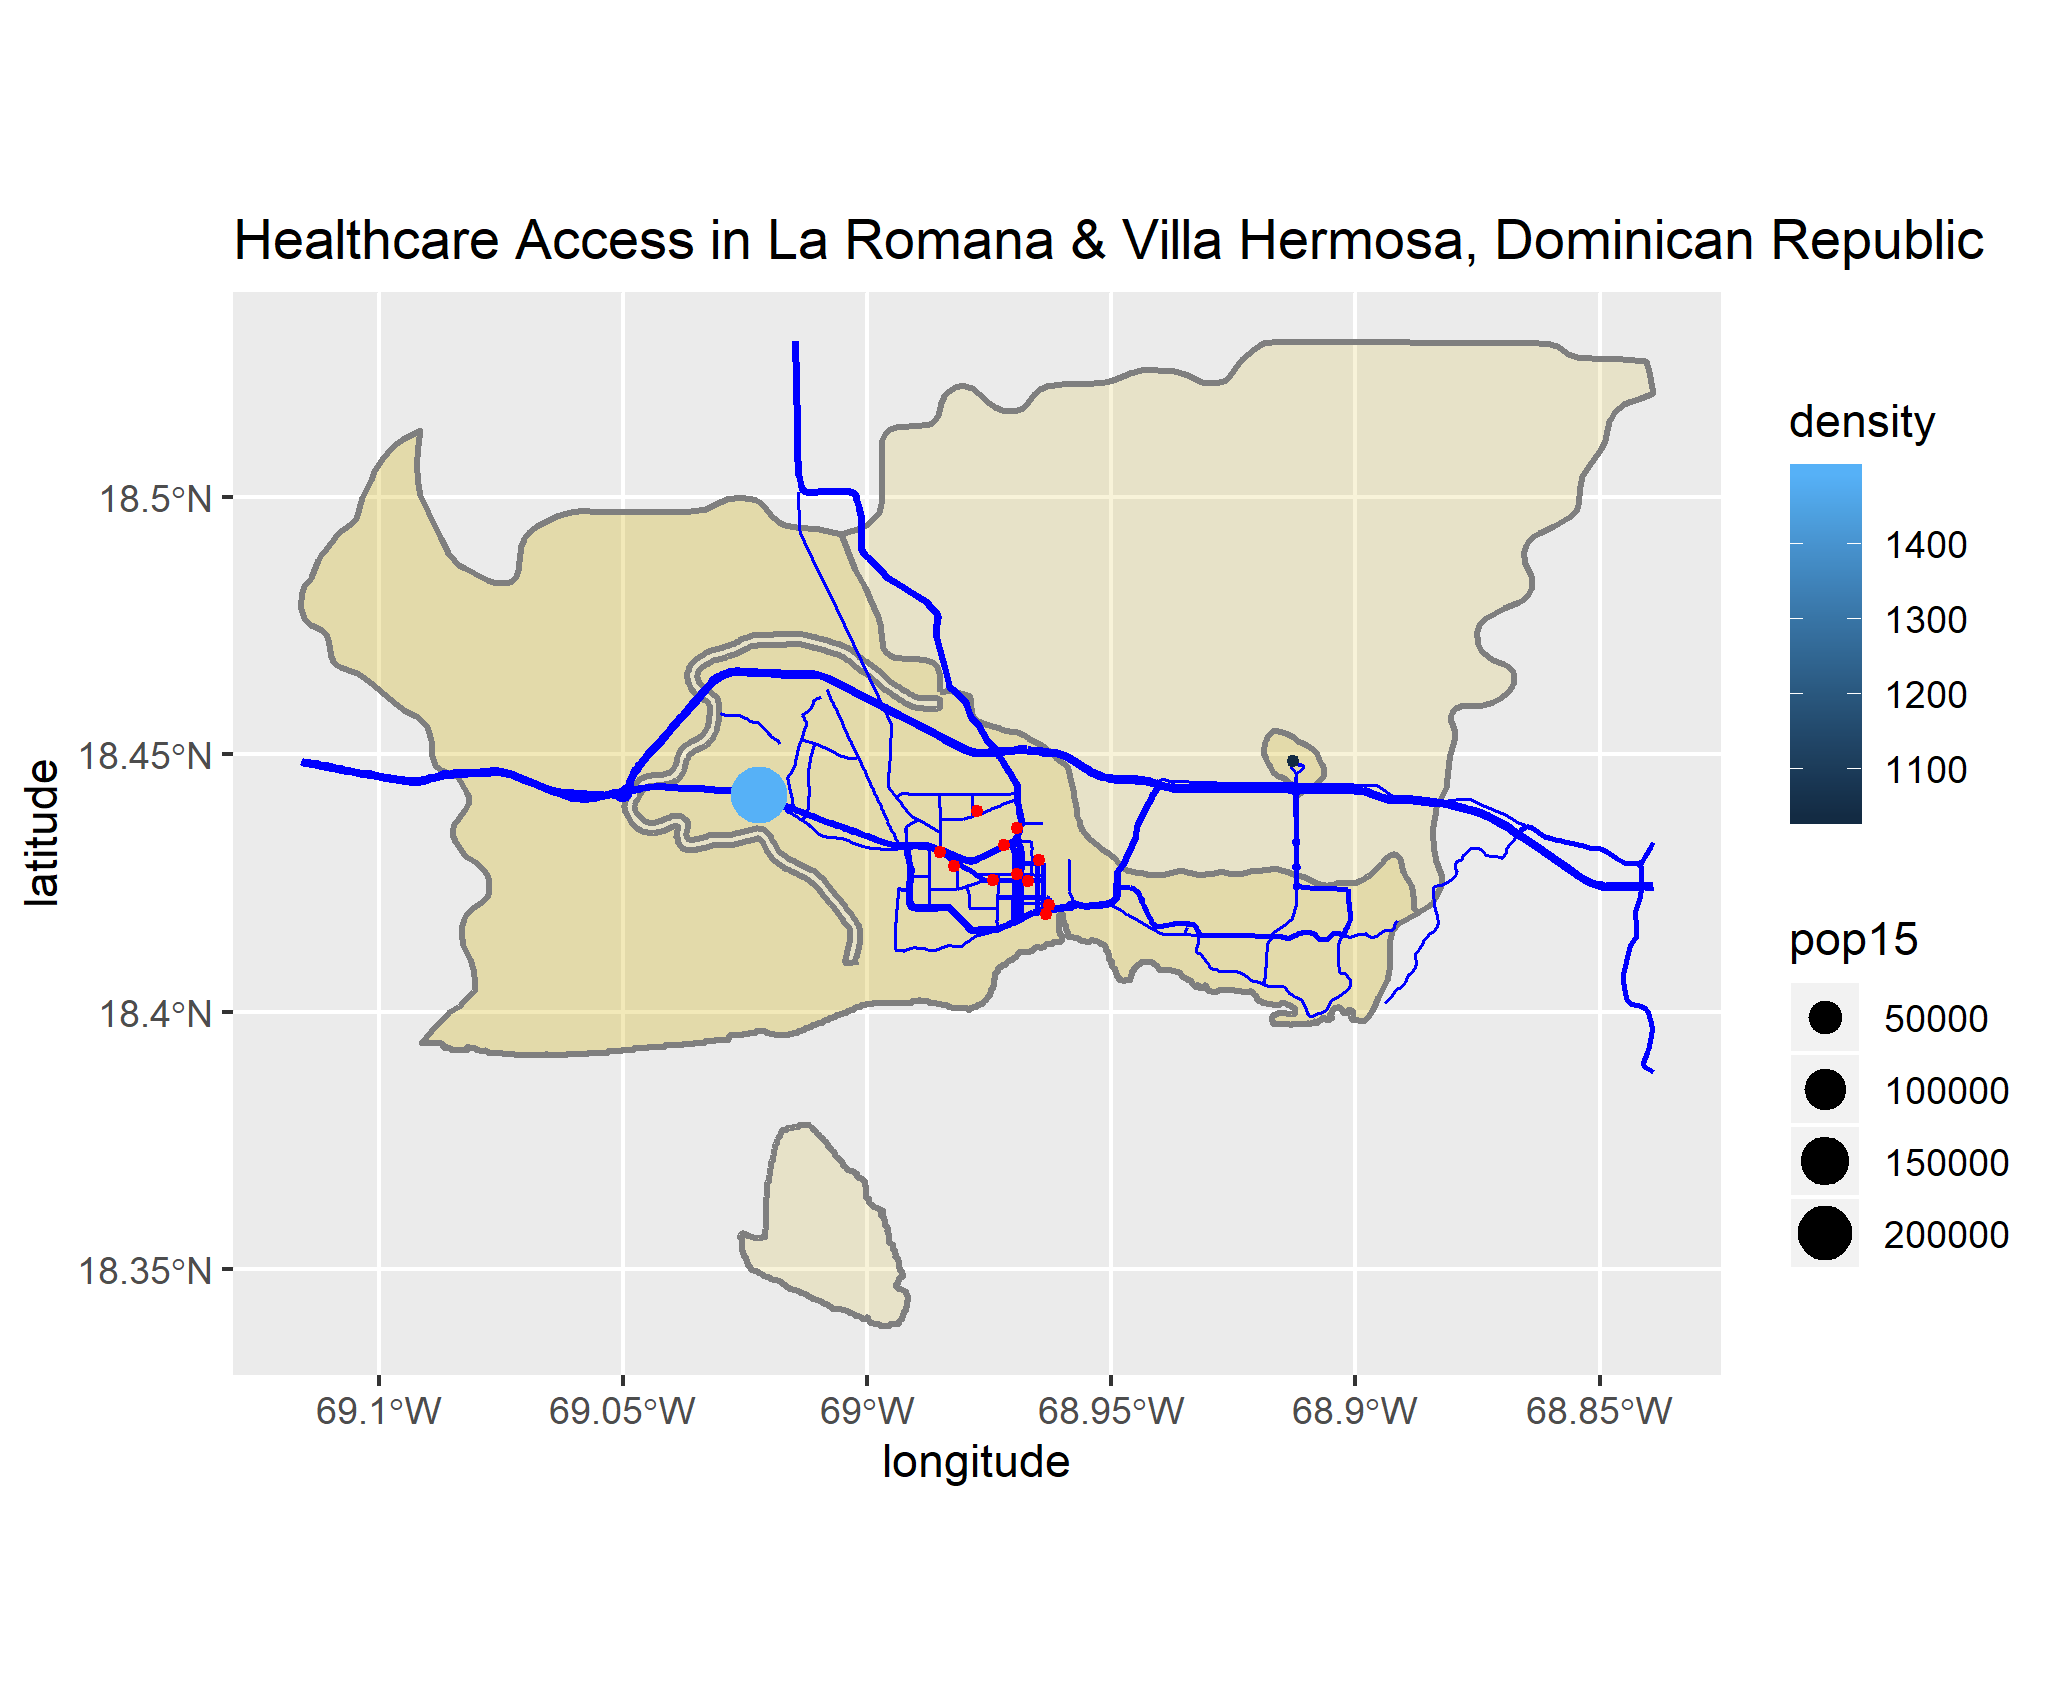 Healthcare Access in La Romana & Villa Hermosa, Dominican Republic
18.5°N
18.45°N
18.4°N
18.35°N
latitude
69.1°W
69.05°W
69°W
68.95°W
68.9°W
68.85°W
longitude
density
1400
1300
1200
1100
pop15
50000
100000
150000
200000